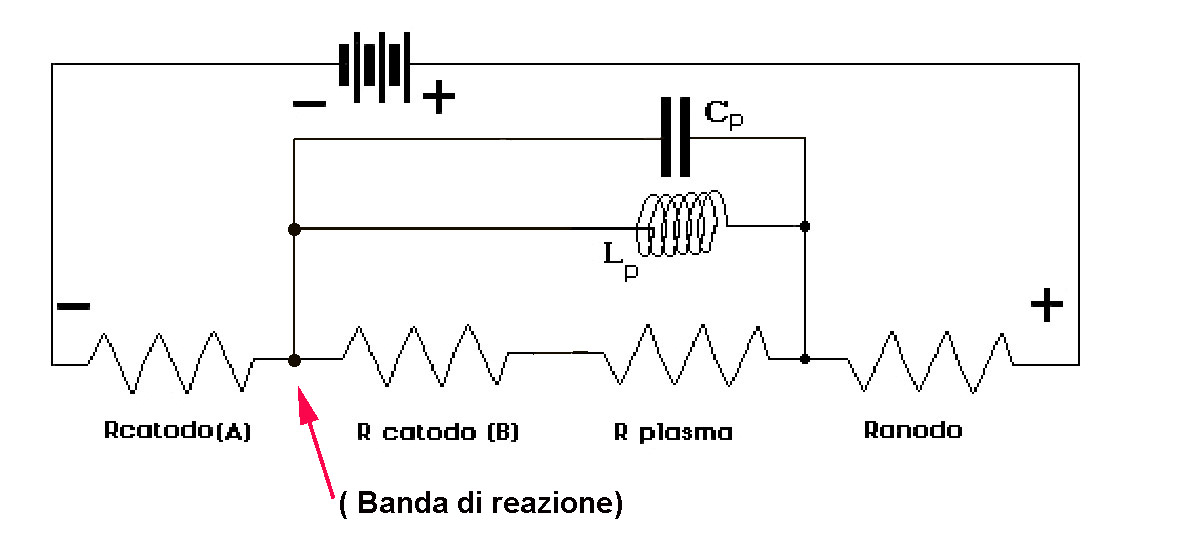 − +
Cp
Lp
− +
Rcatodo(A) R catodo (B) R plasma Ranodo
( Banda di reazione)